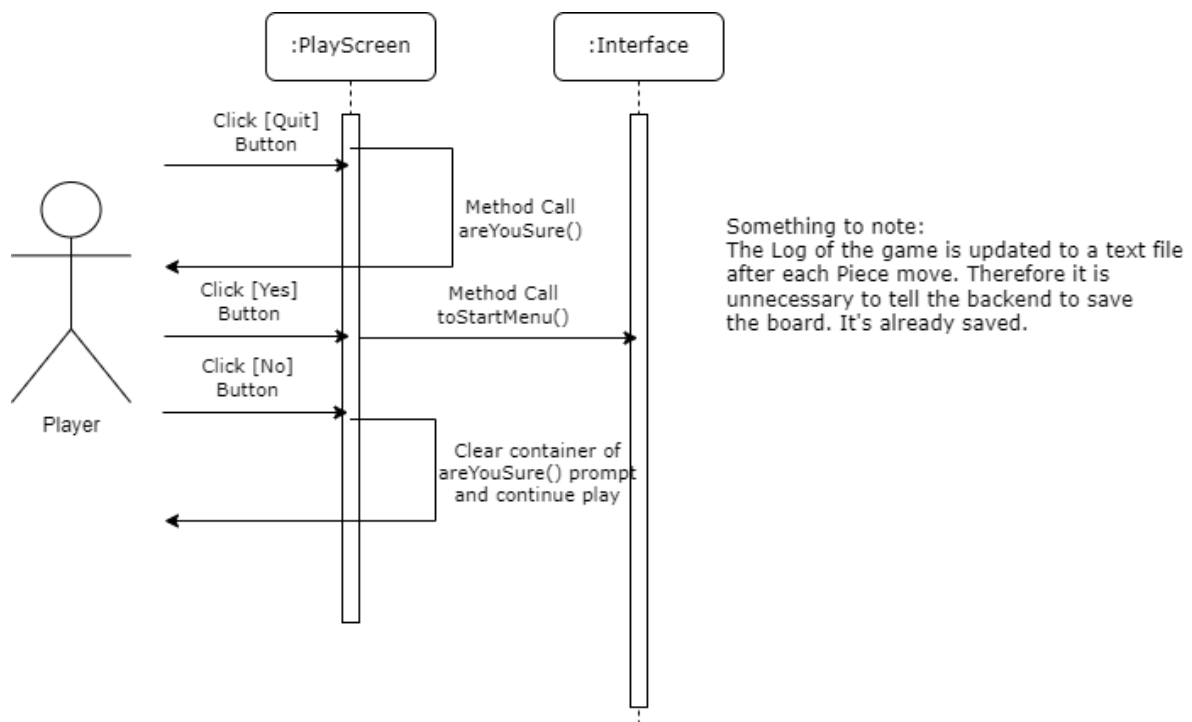 :PlayScreen
:Interface
Click [Quit]
Button
Method Call
areYouSure()
Click [Yes]
Button
Method Call
toStartMenu()
Click [No]
Button
Player
Clear container of
areYouSure() prompt
and continue play
Something to note:
The Log of the game is updated to a text file
after each Piece move. Therefore it is
unnecessary to tell the backend to save
the board. It's already saved.